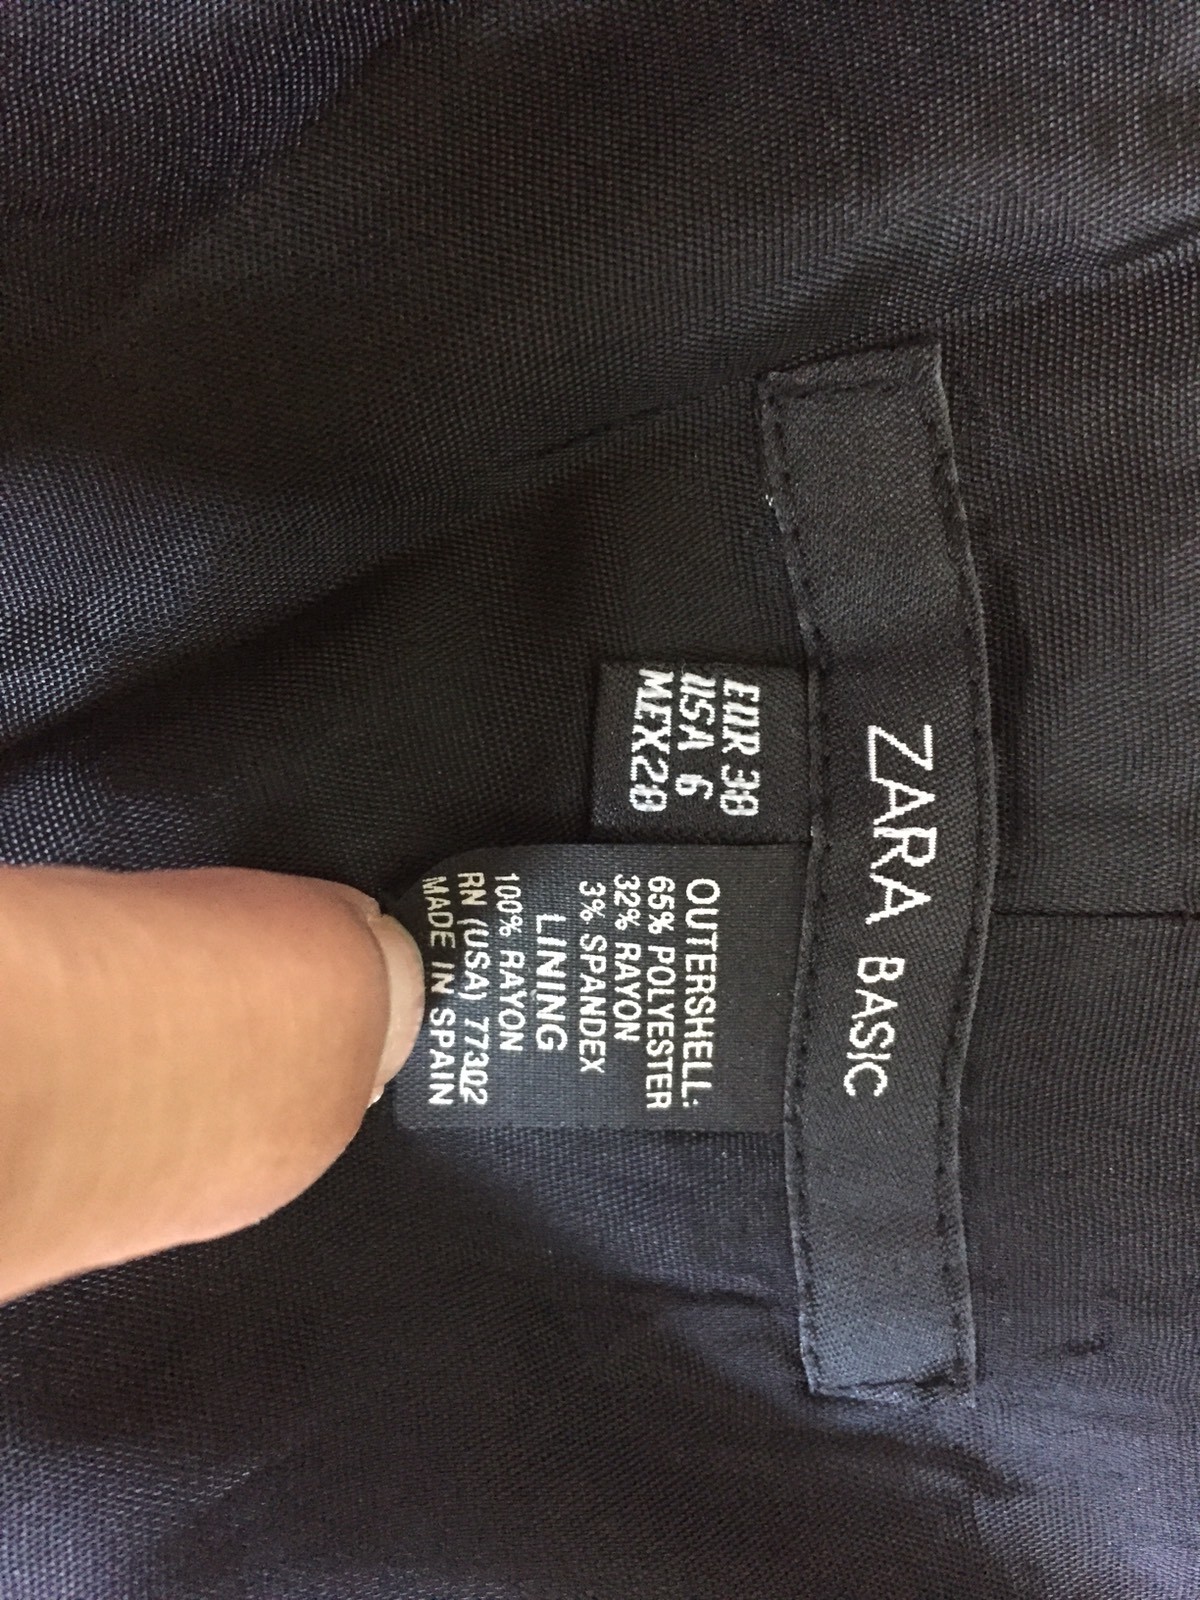 ZARA BASIC
EUR 38
USA 6
MEX 28
OUTERSHELL:
65% POLYESTER
32% RAYON
3% SPANDEX
LINING
100% RAYON
RN (USA) 77302
MADE IN SPAIN